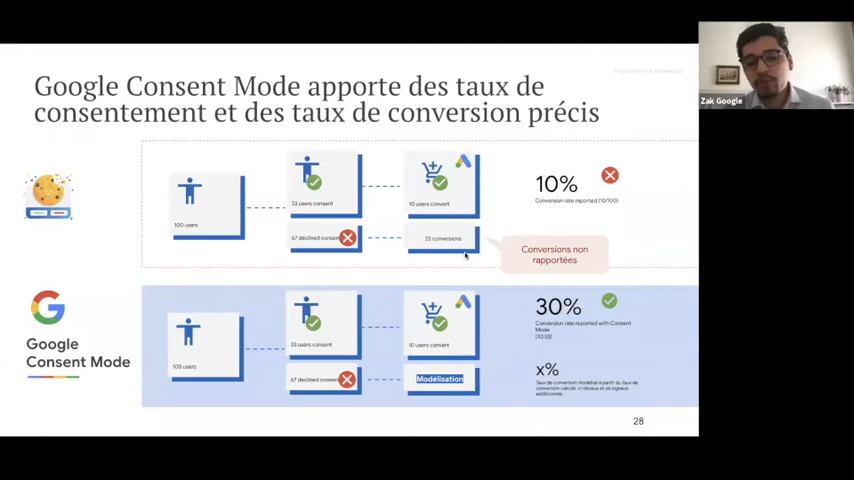 Google Consent Mode apporte des taux de
consentement et des taux de conversion précis
Zak Google
100 users
33 users consent
67 declined consent
10 users convert
23 conversions
10%
Conversion rate reported (10/100)
Conversions non
rapportées
Google
Consent Mode
100 users
33 users consent
67 declined consent
10 users convert
Modélisation
30%
Conversion rate reported with Consent
Mode
(10/33)
x%
Taux de conversion modélisé à partir du taux de
conversion calculé ci-dessus et de signaux
additionnels
28